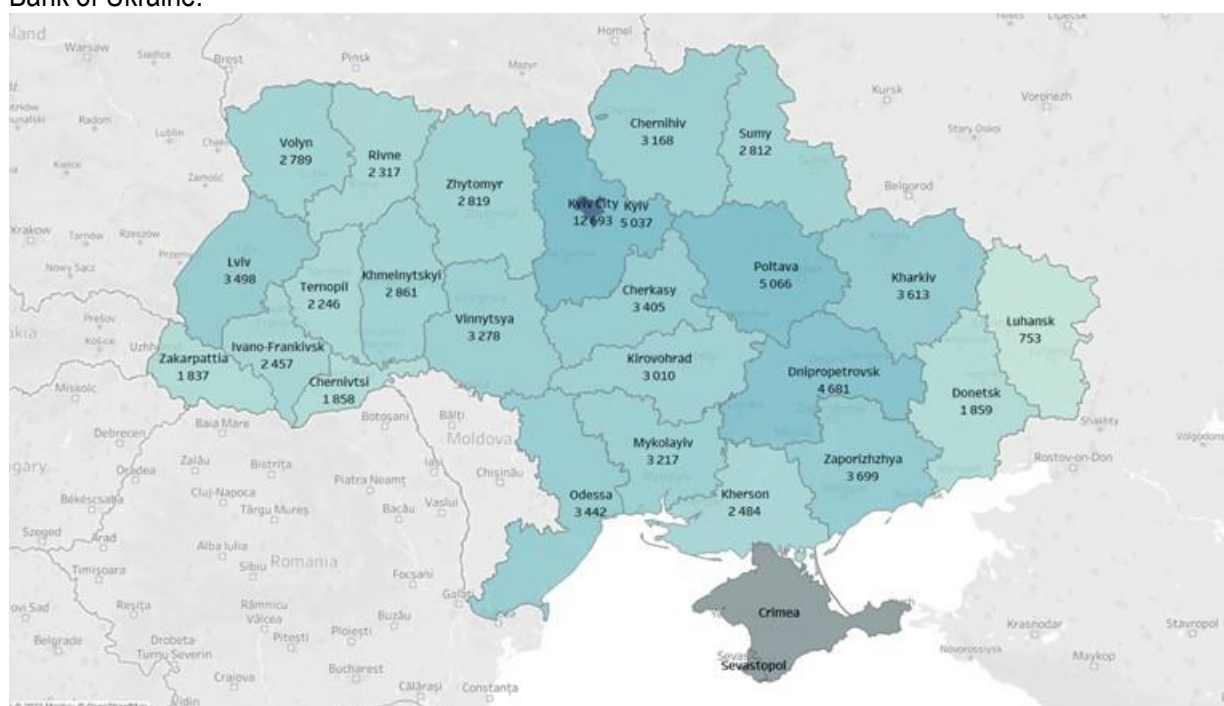 Bank of Ukraine.
Homel
Lipetsk
Warsaw
Siedlce
Brest
Pinsk
Mazyr
Kursk
Voronezh
Radom
Lublin
Stary Oskol
Kielce
Zamość
Belgorod
Volyn
2 789
Rivne
2 317
Zhytomyr
2 819
Chernihiv
3 168
Sumy
2 812
Kyiv City
12 693
Kyiv
5 037
Krakow
Tarnów
Rzeszow
Nowy Sącz
Lviv
3 498
Ternopil
2 246
Khmelnytskyi
2 861
Vinnytsya
3 278
Cherkasy
3 405
Poltava
5 066
Kharkiv
3 613
Luhansk
753
Prešov
Košice
Zakarpattia
1 837
Ivano-Frankivsk
2 457
Chernivtsi
1 858
Kirovohrad
3 010
Dnipropetrovsk
4 681
Donetsk
1 859
Miskolc
Baia Mare
Botoșani
Bălți
Moldova
Shakhty
Debrecen
Oradea
Zalău
Bistrița
Iași
Chișinău
Mykolayiv
3 217
Zaporizhzhya
3 699
Rostov-on-Don
Békéscsaba
Cluj-Napoca
Piatra Neamț
Târgu Mureș
Bacău
Vaslui
Odessa
3 442
Kherson
2 484
Szeged
Arad
Alba Iulia
Timișoara
Sibiu
Romania
Focșani
Galați
Reșița
Râmnicu
Vâlcea
Ploiești
Buzău
Pitești
Crimea
Krasnodar
Stavropol
Belgrade
Drobeta-
Turnu Severin
Bucharest
Sevastopol
Novorossiysk
Maykop
Craiova
Călărași
Constanța
Vidin